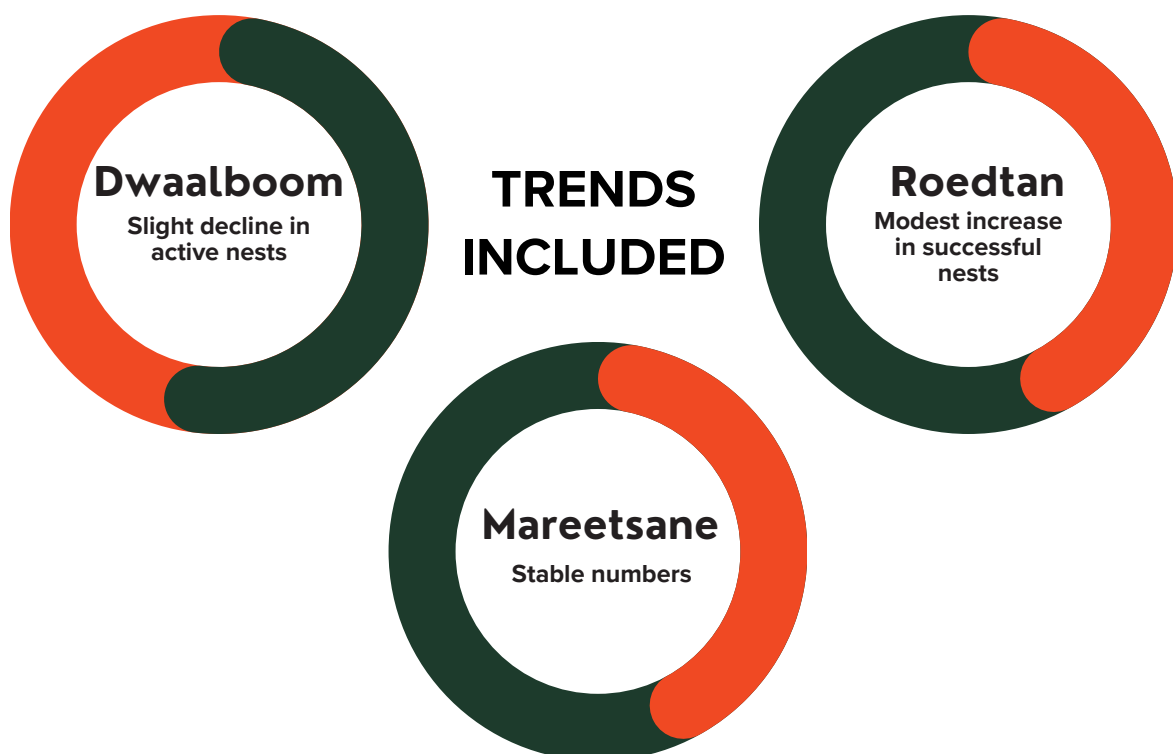 Dwaalboom
Slight decline in
active nests
TRENDS
INCLUDED
Roedtan
Modest increase
in successful
nests
Mareetsane
Stable numbers